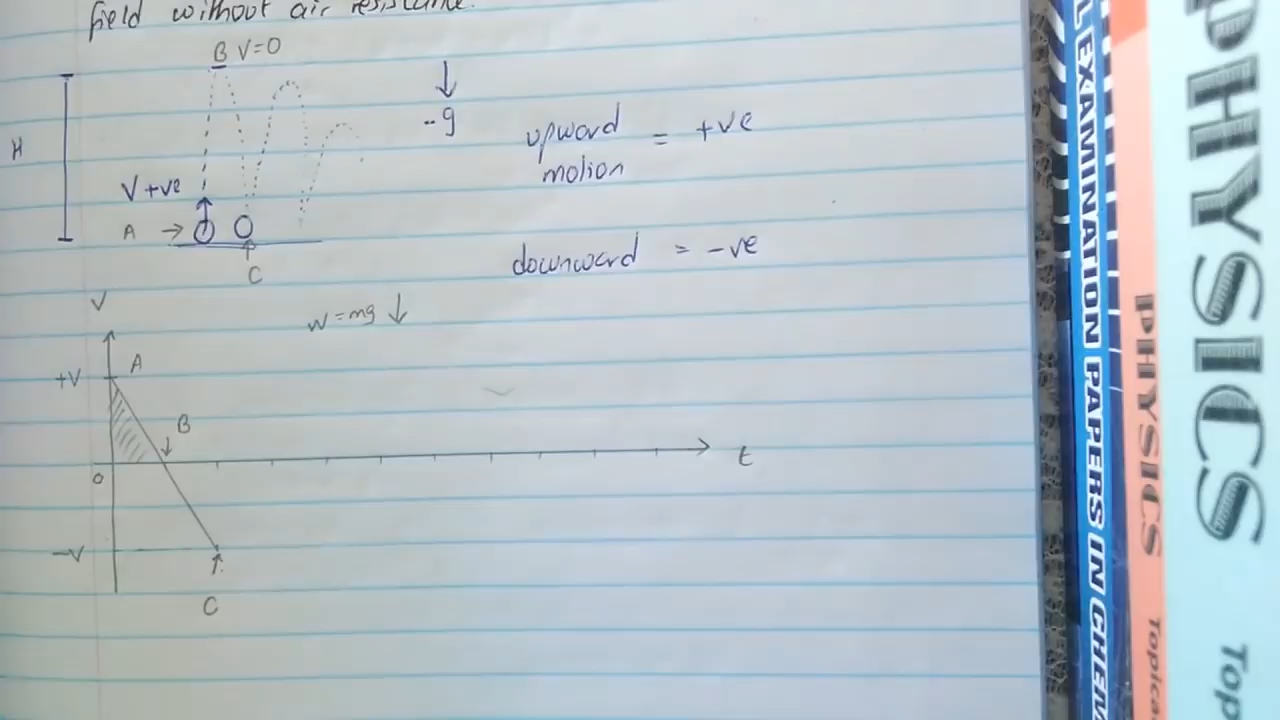 field without air resistance.
B V=0
H
-g
upward = +ve
motion
V +ve
A
C
downward = -ve
V
W=mg
+V
A
B
t
0
-V
C
L EXAMINATION PAPERS IN CHEM
PHYSICS
Topica
PHYSICS
Top